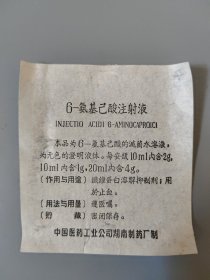 6-氨基己酸注射液
INJECTIO ACIDI 6-AMINOCAPROICI
本品为6-氨基己酸的灭菌水溶液,
为无色的澄明液体。每安瓿10ml内含2g,
10ml内含1g,20ml内含4g。
〔作用与用途〕纤维蛋白溶解抑制剂;用
於止血。
〔用法与用量〕遵医嘱。
〔贮 藏〕密闭保存。
中国医药工业公司湖南制药厂制